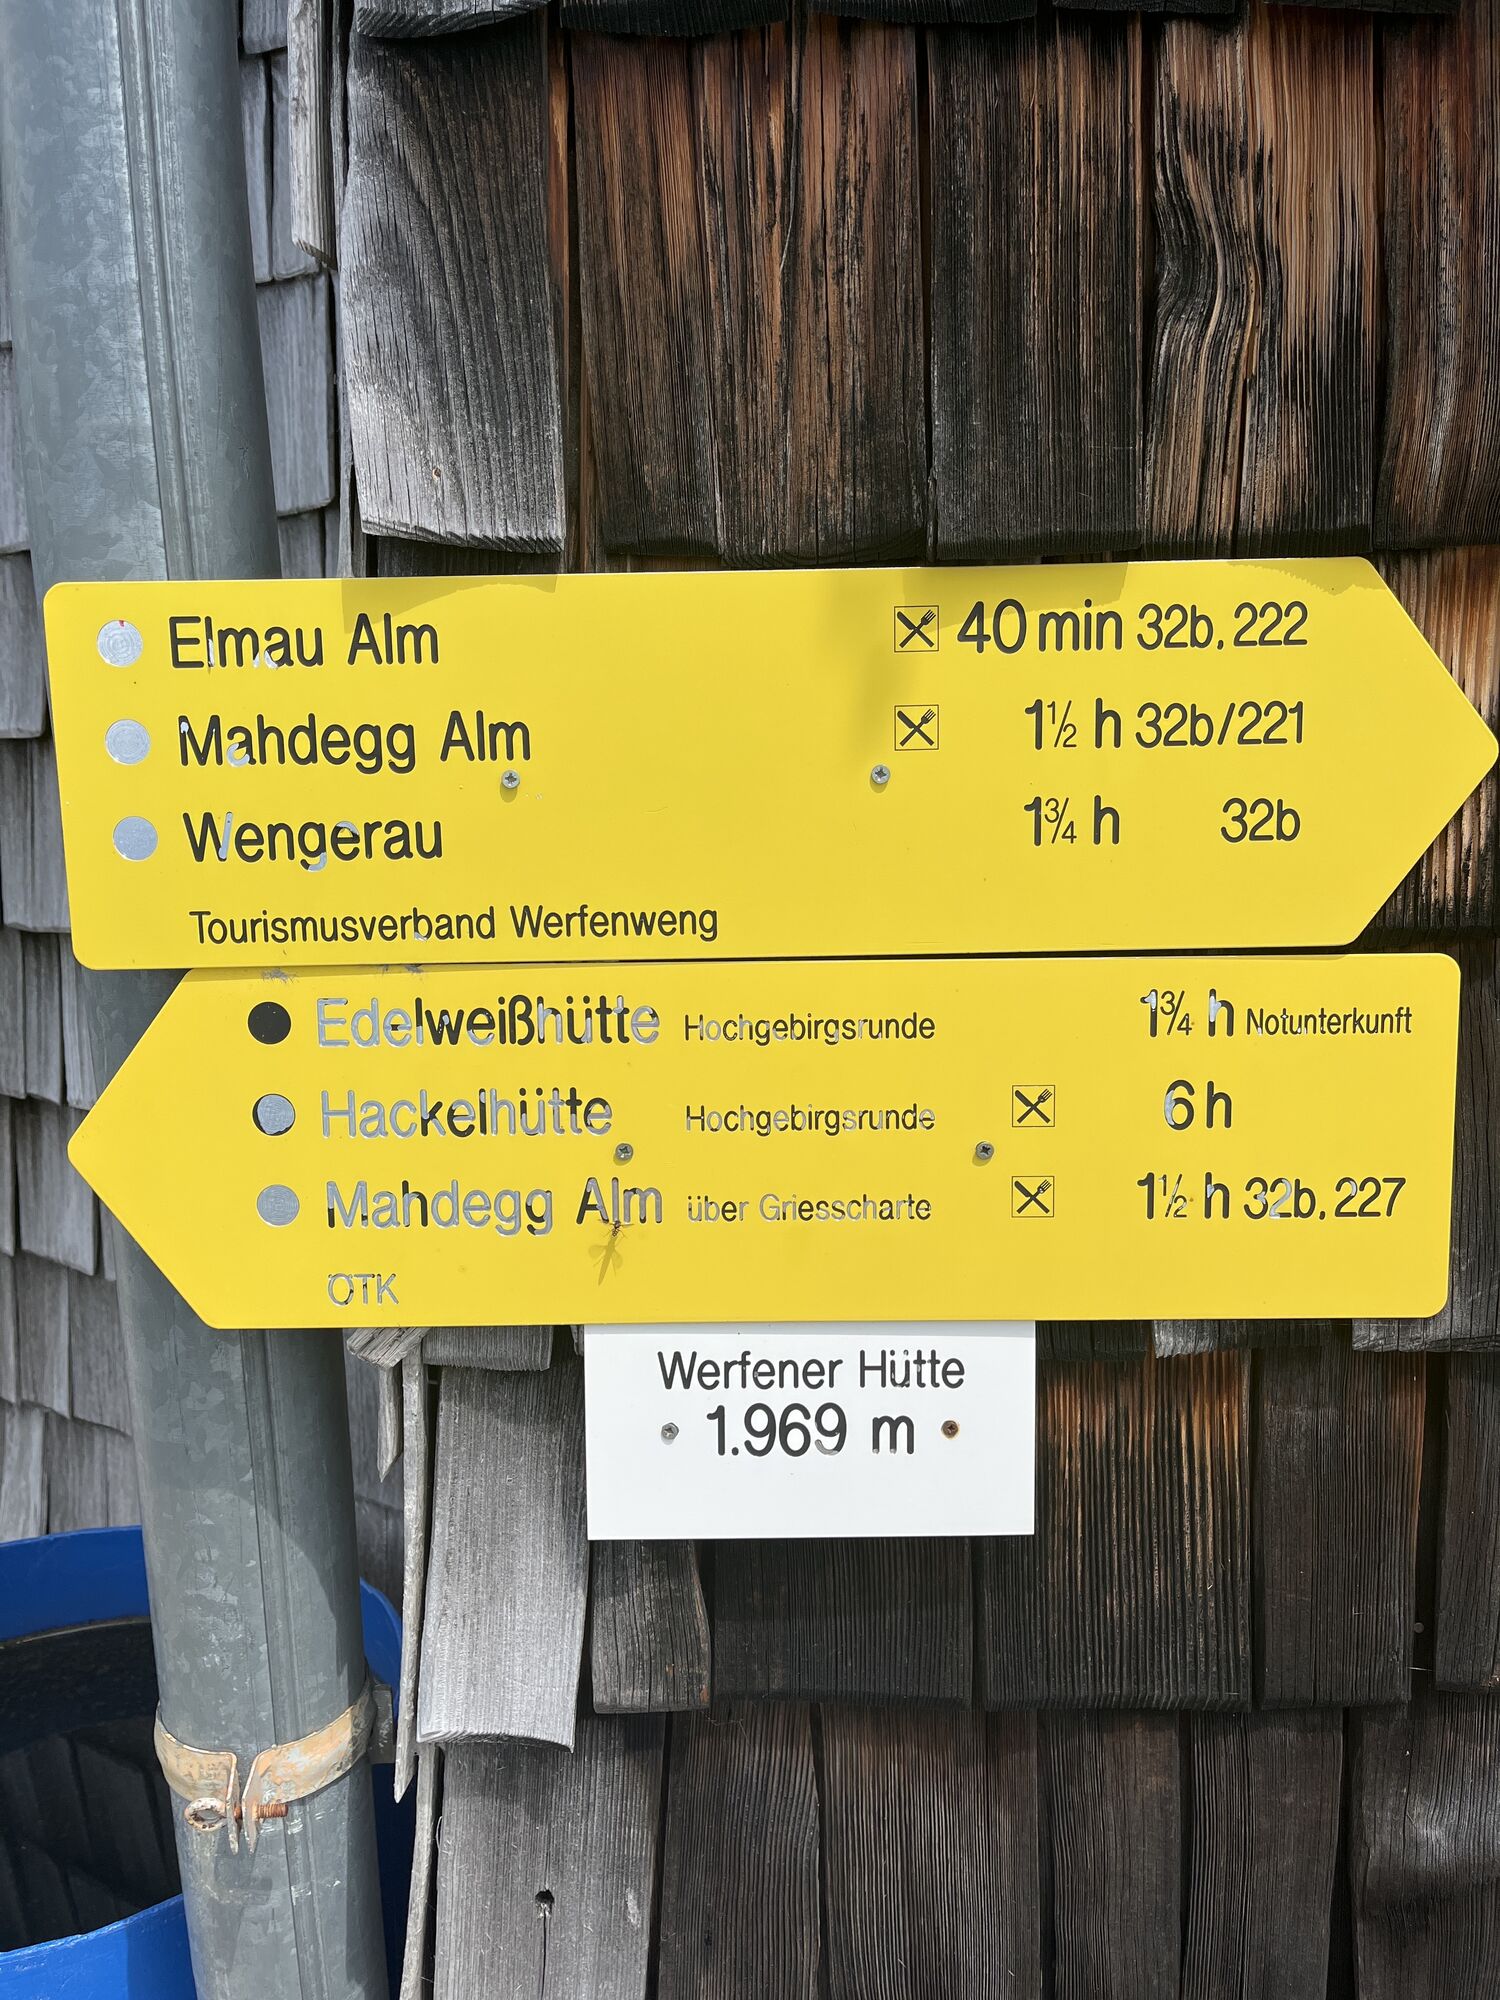 Elmau Alm 40 min 32b, 222
Mahdegg Alm 1½ h 32b/221
Wengerau 1¾ h 32b
Tourismusverband Werfenweng
Edelweißhütte Hochgebirgsrunde 1¾ h Notunterkunft
Hackelhütte Hochgebirgsrunde 6 h
Mahdegg Alm über Griesscharte 1½ h 32b, 227
ÖTK
Werfener Hütte
1.969 m